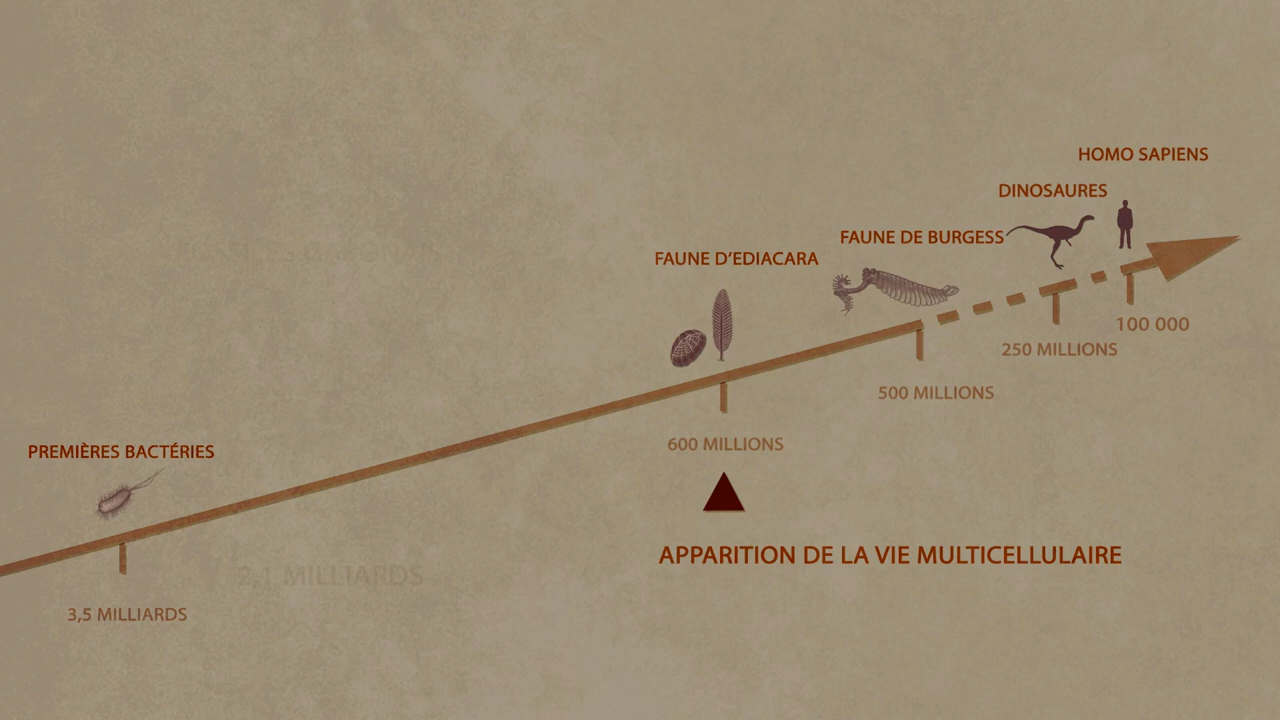 HOMO SAPIENS
DINOSAURES
FAUNE DE BURGESS
FAUNE D'EDIACARA
100 000
250 MILLIONS
500 MILLIONS
600 MILLIONS
PREMIÈRES BACTÉRIES
APPARITION DE LA VIE MULTICELLULAIRE
2,1 MILLIARDS
3,5 MILLIARDS